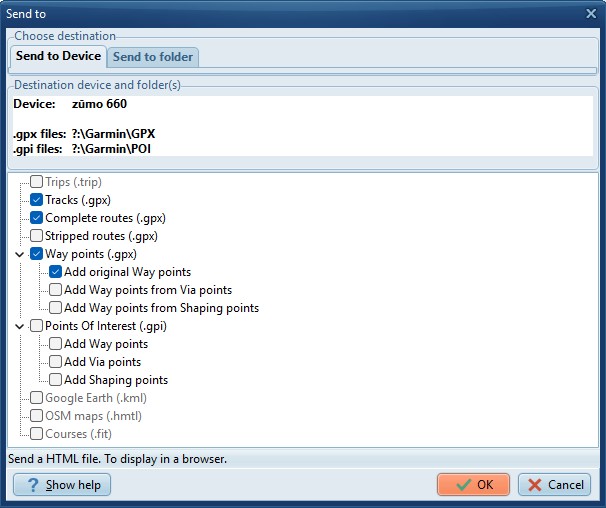 Send to
Choose destination
Send to Device
Send to folder
Destination device and folder(s)
Device: zūmo 660
.gpx files: ?:\Garmin\GPX
.gpi files: ?:\Garmin\POI
Trips (.trip)
Tracks (.gpx)
Complete routes (.gpx)
Stripped routes (.gpx)
Way points (.gpx)
Add original Way points
Add Way points from Via points
Add Way points from Shaping points
Points Of Interest (.gpi)
Add Way points
Add Via points
Add Shaping points
Google Earth (.kml)
OSM maps (.hmtl)
Courses (.fit)
Send a HTML file. To display in a browser.
? Show help
OK
Cancel